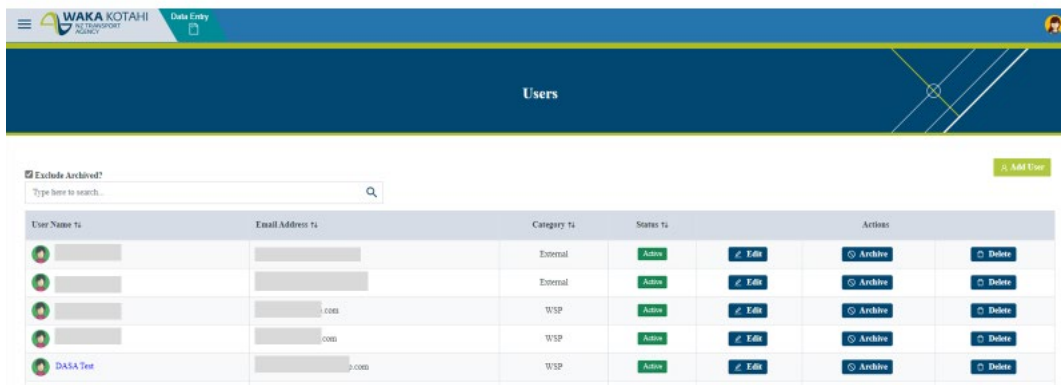 WAKA KOTAHI
NZ TRANSPORT
AGENCY
Data Entry
Users
Exclude Archived?
Add User
Type here to search...
User Name Email Address Category Status Actions
External Active Edit Archive Delete
External Active Edit Archive Delete
.com WSP Active Edit Archive Delete
.com WSP Active Edit Archive Delete
DASA Test p.com WSP Active Edit Archive Delete